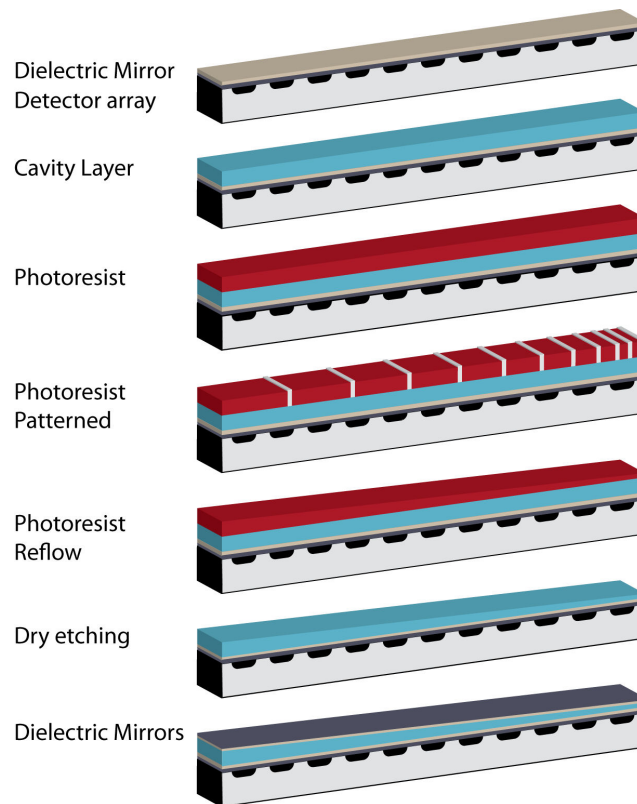 Dielectric Mirror
Detector array
Cavity Layer
Photoresist
Photoresist
Patterned
Photoresist
Reflow
Dry etching
Dielectric Mirrors